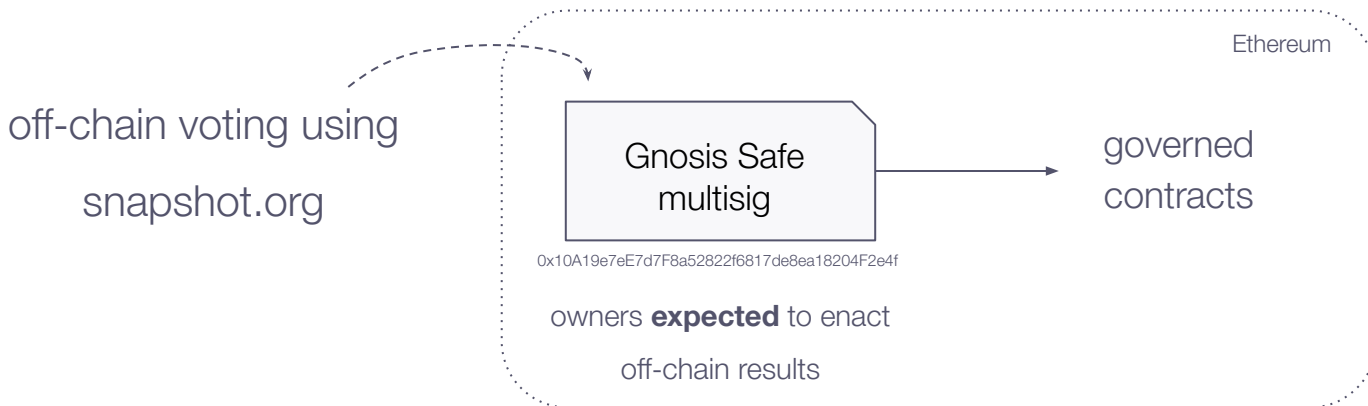 Ethereum
off-chain voting using
snapshot.org
Gnosis Safe
multisig
0x10A19e7eE7d7F8a52822f6817de8ea18204F2e4f
owners expected to enact
off-chain results
governed
contracts